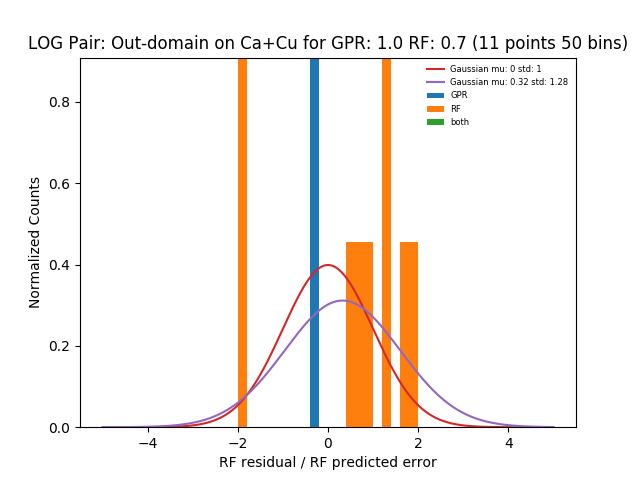 LOG Pair: Out-domain on Ca+Cu for GPR: 1.0 RF: 0.7 (11 points 50 bins)
Gaussian mu: 0 std: 1
Gaussian mu: 0.32 std: 1.28
GPR
RF
both
Normalized Counts
0.8
0.6
0.4
0.2
0.0
−4 −2 0 2 4
RF residual / RF predicted error